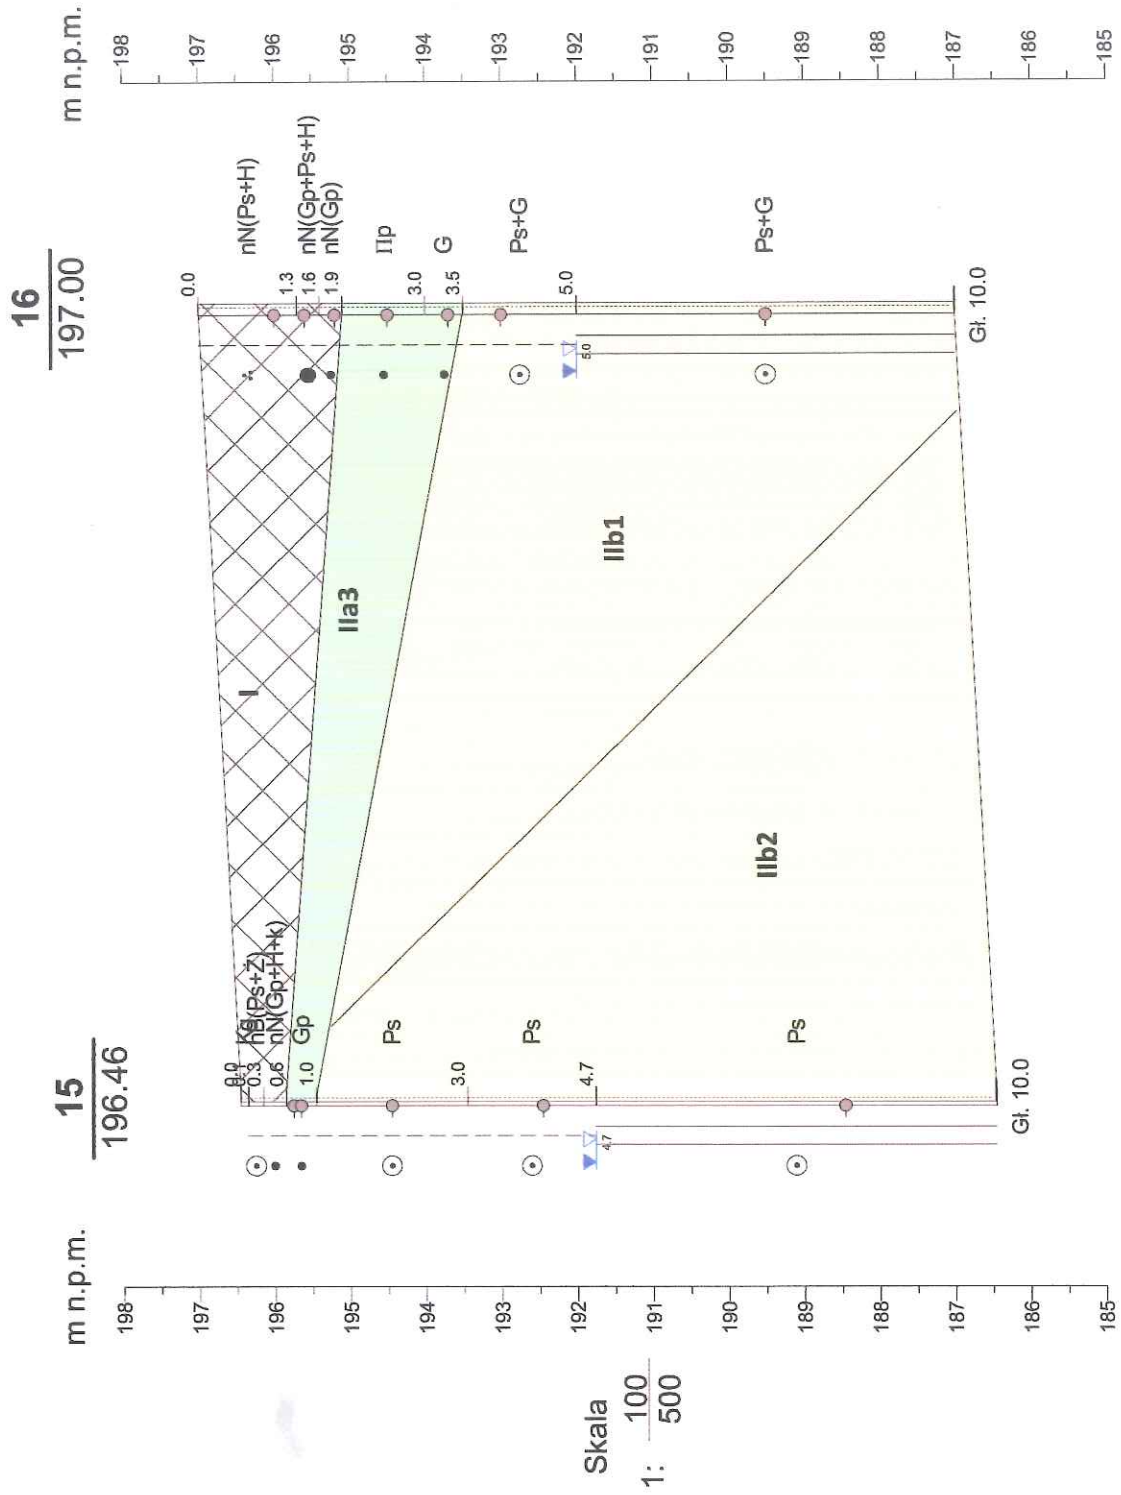 15
196.46
16
197.00
m n.p.m.
198
197
196
195
194
193
192
191
190
189
188
187
186
185
m n.p.m.
198
197
196
195
194
193
192
191
190
189
188
187
186
185
0.0
0.1
0.3
0.6
1.0
3.0
4.7
4.7
nN(Gp+H+k)
Gp
Ps
Ps
Ps
Gł. 10.0
I
IIa3
IIb1
IIb2
0.0
1.3
1.6
1.9
3.0
3.5
5.0
5.0
nN(Ps+H)
nN(Gp+Ps+H)
nN(Gp)
Πp
G
Ps+G
Ps+G
Gł. 10.0
Skala
1: 100
500